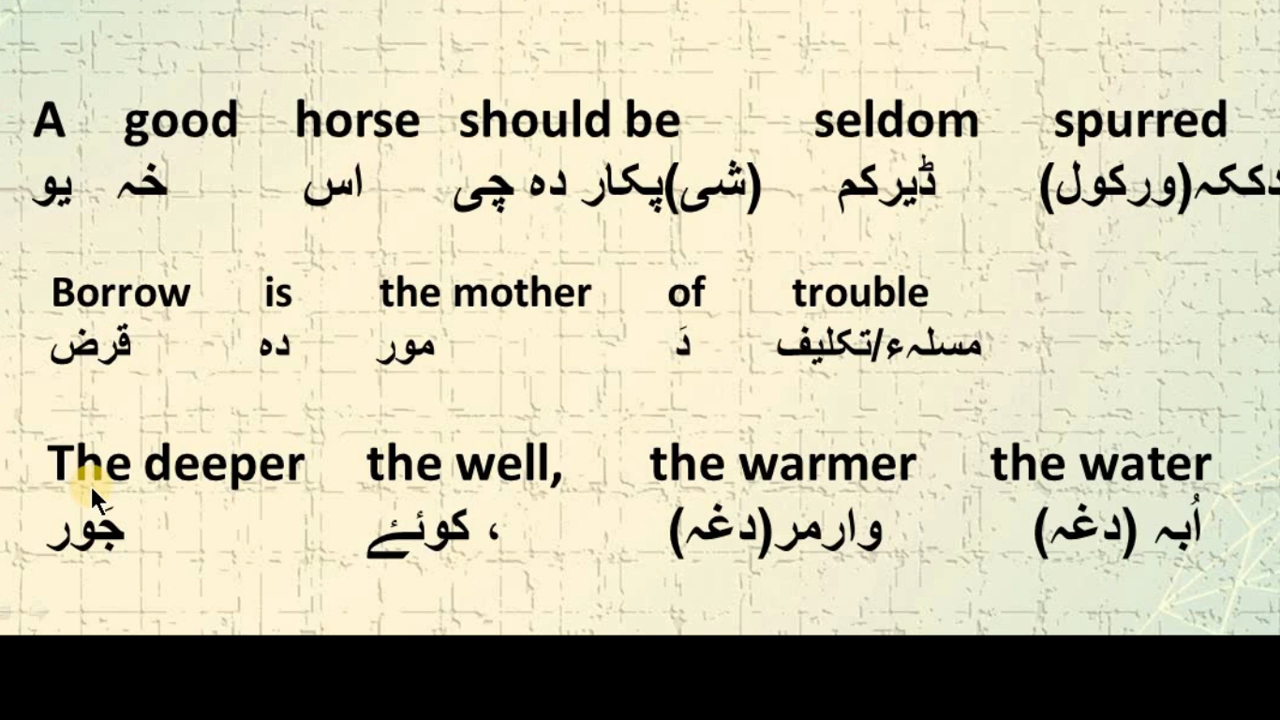 A good horse should be seldom spurred
یو خہ اس پکار دہ چی(شی) ڈیرکم دککہ(ورکول)
Borrow is the mother of trouble
قرض دہ مور دَ مسلہء/تکلیف
The deeper the well, the warmer the water
جَور کوئے ، وارمر(دغہ) اُبہ (دغہ)